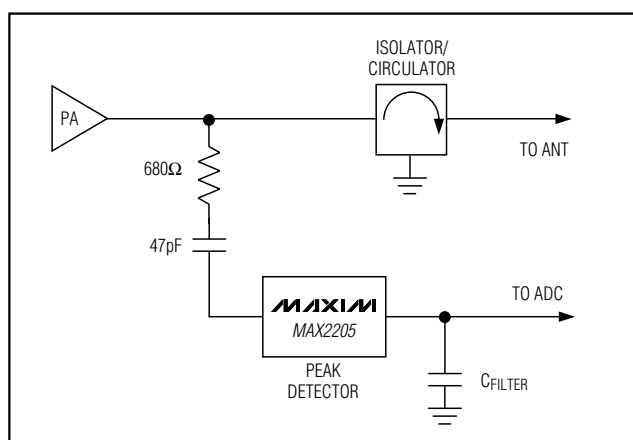 ISOLATOR/
CIRCULATOR
PA
TO ANT
680Ω
47pF
TO ADC
MAXIM
MAX2205
PEAK
DETECTOR
CFILTER